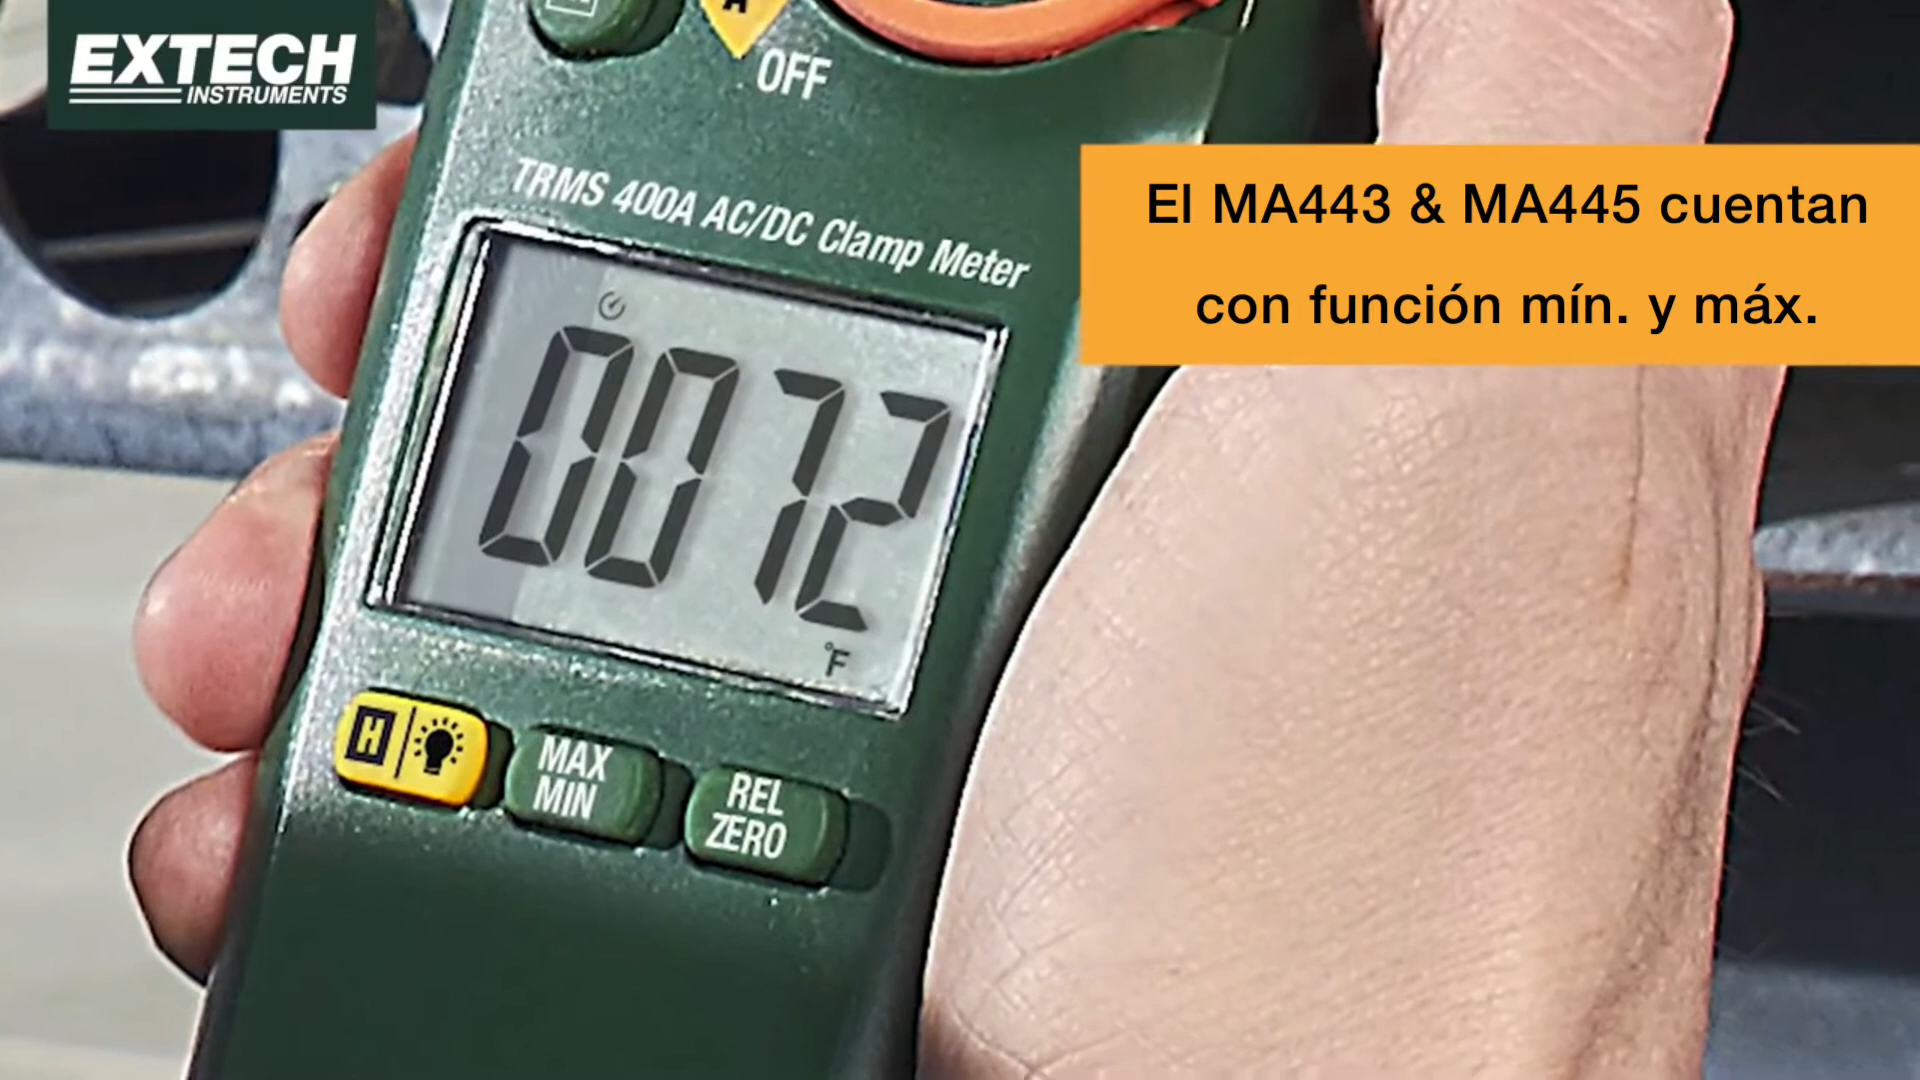 EXTECH
INSTRUMENTS
A
OFF
TRMS 400A AC/DC Clamp Meter
El MA443 & MA445 cuentan
con función mín. y máx.
0072
°F
H
MAX
MIN
REL
ZERO